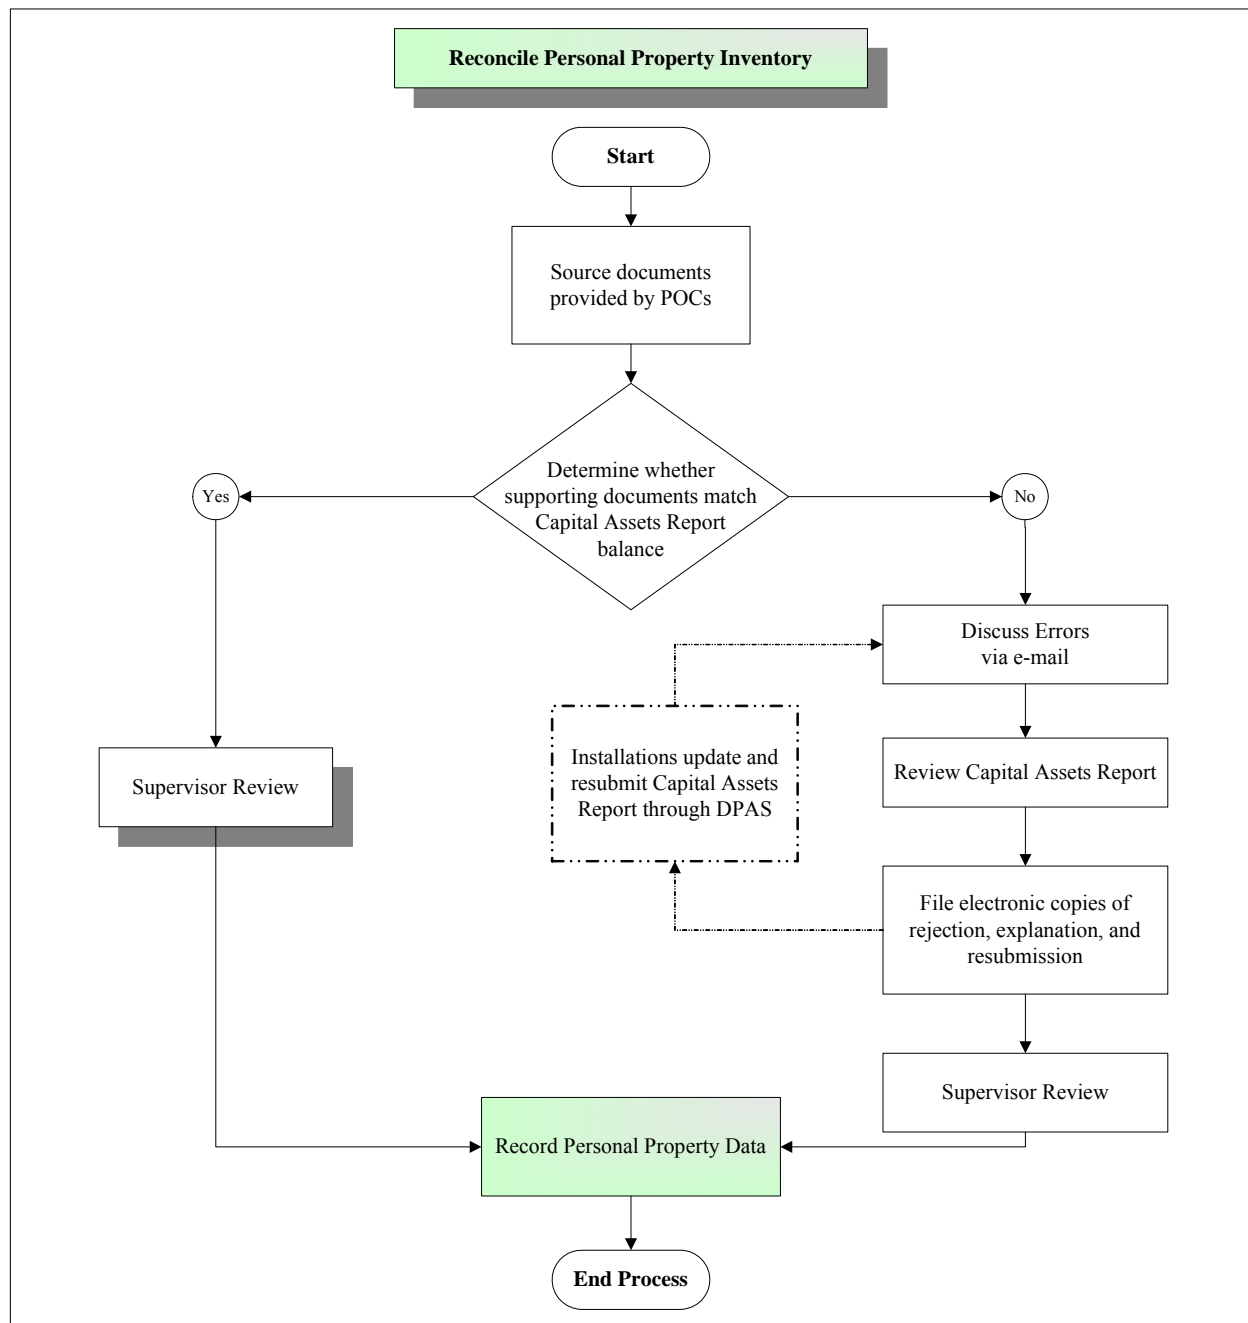 Reconcile Personal Property Inventory
Start
Source documents
provided by POCs
Determine whether
supporting documents match
Capital Assets Report
balance
Yes
No
Discuss Errors
via e-mail
Installations update and
resubmit Capital Assets
Report through DPAS
Review Capital Assets Report
Supervisor Review
File electronic copies of
rejection, explanation, and
resubmission
Supervisor Review
Record Personal Property Data
End Process